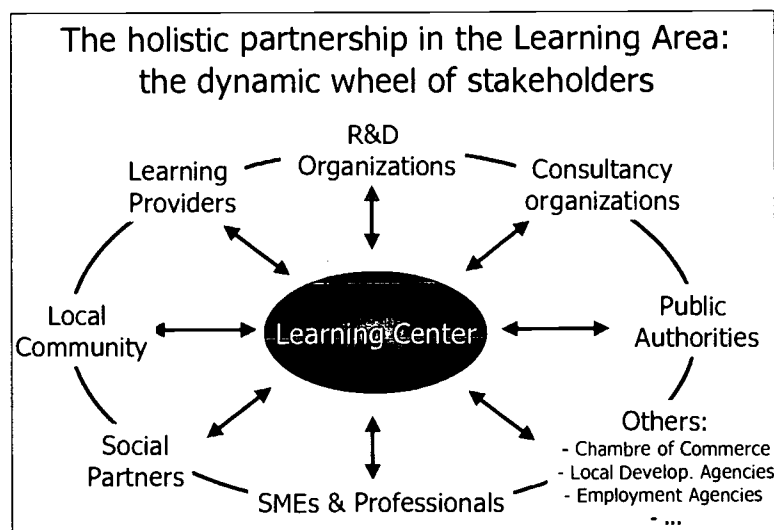 The holistic partnership in the Learning Area:
the dynamic wheel of stakeholders
R&D
Organizations
Learning
Providers
Consultancy
organizations
Local
Community
Learning Center
Public
Authorities
Social
Partners
SMEs & Professionals
Others:
- Chambre of Commerce
- Local Develop. Agencies
- Employment Agencies
- ...